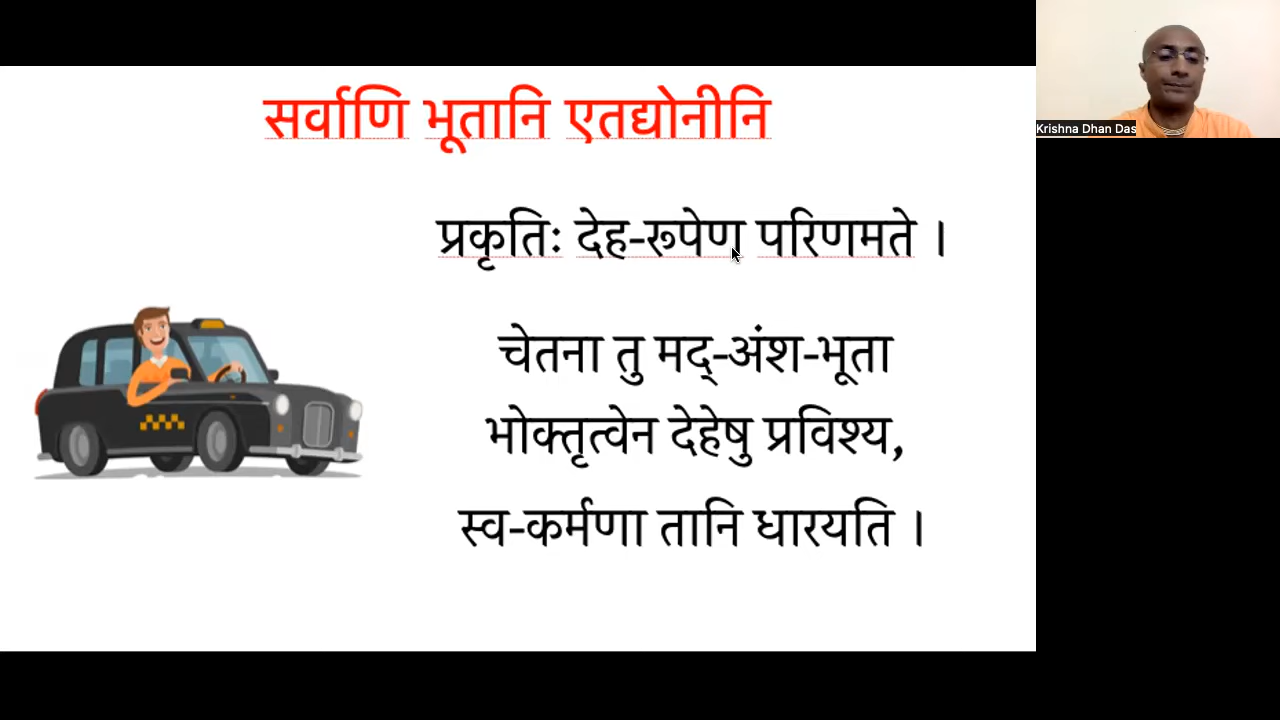 सर्वाणि भूतानि एतद्योनीनि
प्रकृतिः देह-रूपेण परिणमते ।
चेतना तु मद्-अंश-भूता
भोक्तृत्वेन देहेषु प्रविश्य,
स्व-कर्मणा तानि धारयति ।
Krishna Dhan Das